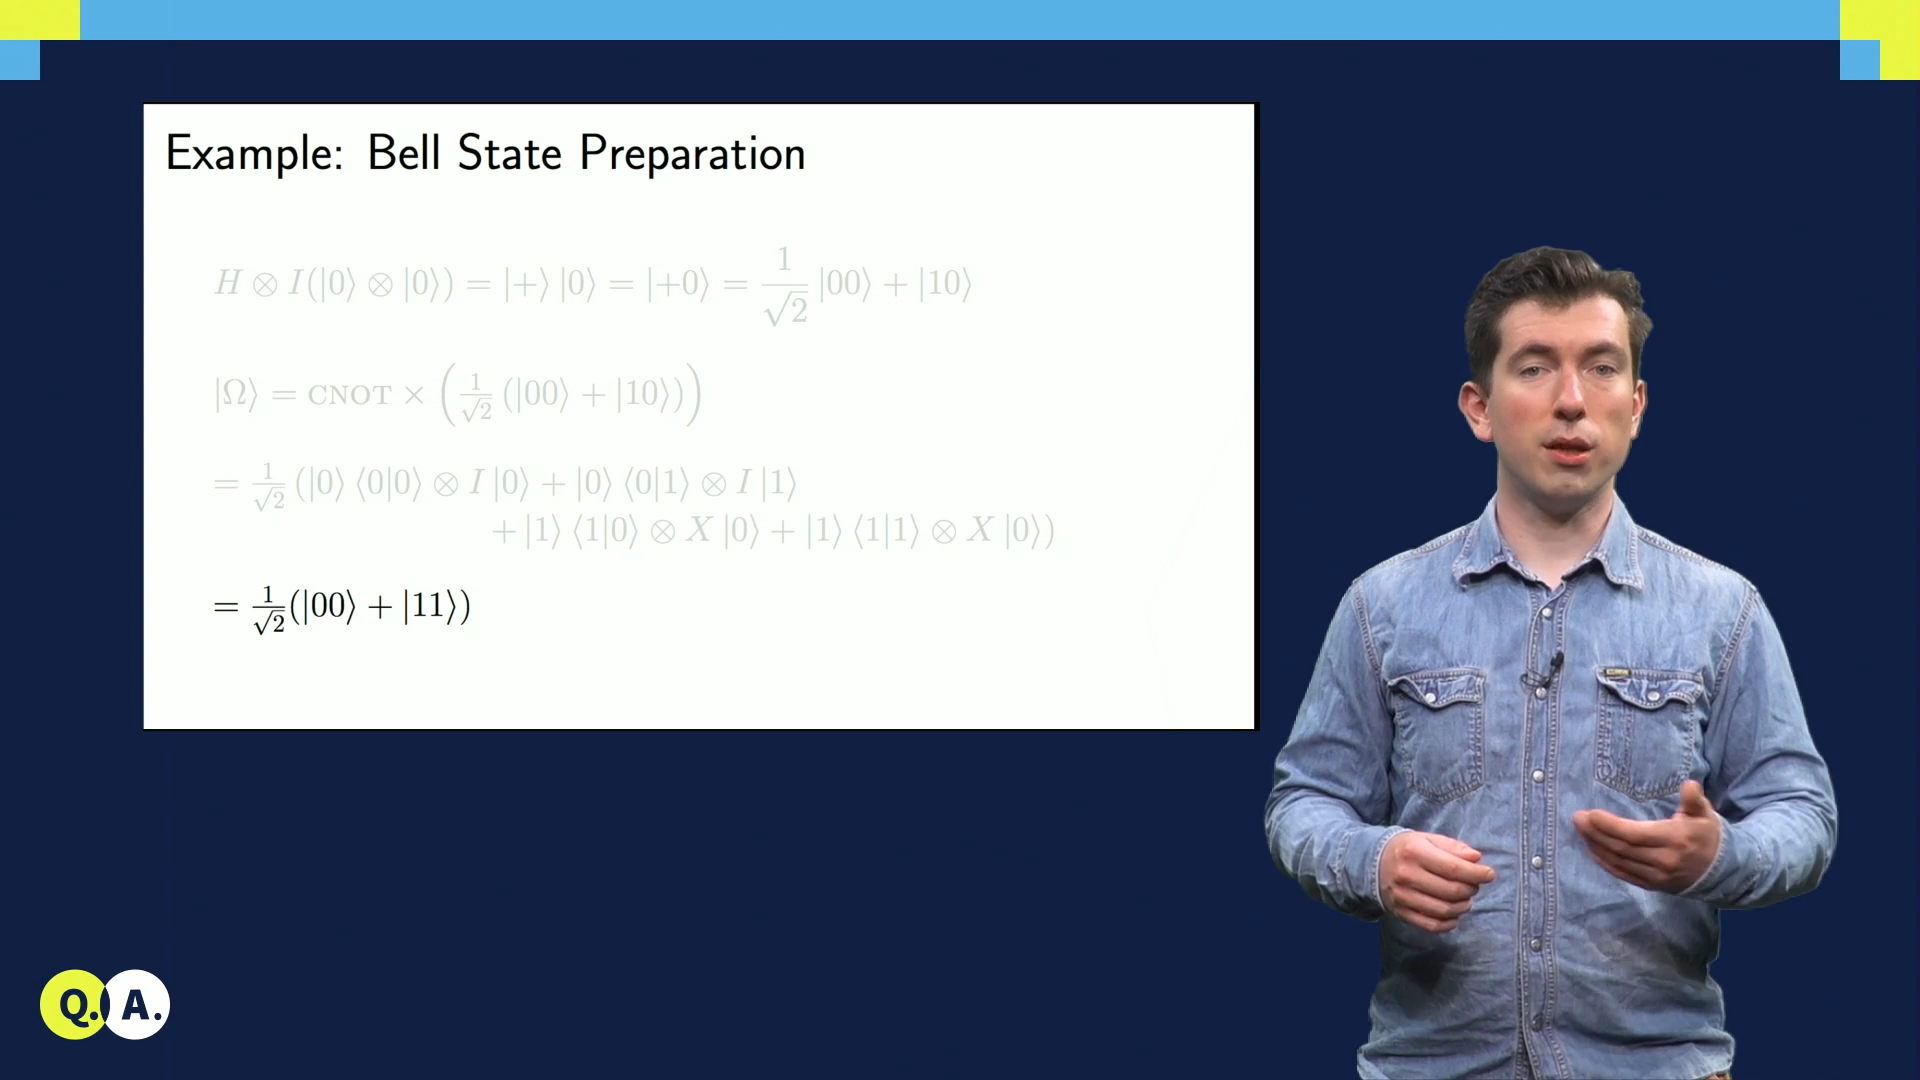 Example: Bell State Preparation
H ⊗ I(|0⟩ ⊗ |0⟩) = |+⟩ |0⟩ = |+0⟩ = 1/√2 |00⟩ + |10⟩
|Ω⟩ = CNOT × (1/√2 (|00⟩ + |10⟩))
= 1/√2 (|0⟩ ⟨0|0⟩ ⊗ I |0⟩ + |0⟩ ⟨0|1⟩ ⊗ I |1⟩
+ |1⟩ ⟨1|0⟩ ⊗ X |0⟩ + |1⟩ ⟨1|1⟩ ⊗ X |0⟩)
= 1/√2 (|00⟩ + |11⟩)
Q. A.